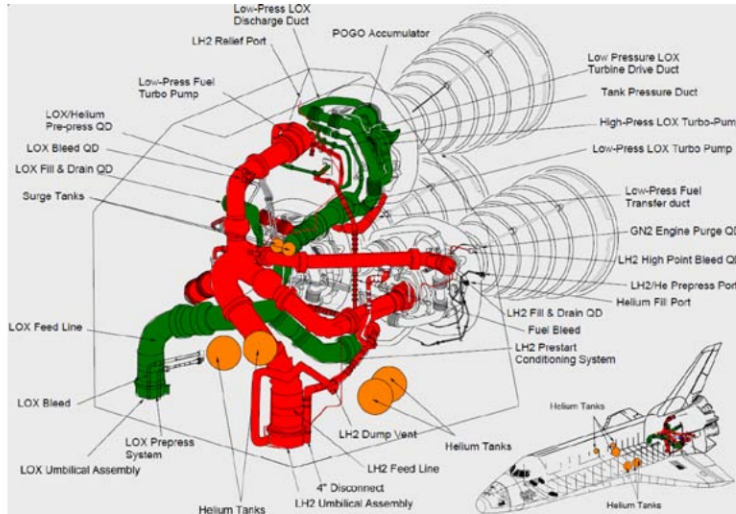 Low-Press LOX
Discharge Duct
LH2 Relief Port
POGO Accumulator
Low-Press Fuel
Turbo Pump
Low Pressure LOX
Turbine Drive Duct
Tank Pressure Duct
LOX/Helium
Pre-press QD
High-Press LOX Turbo-Pum
LOX Bleed QD
Low-Press LOX Turbo Pump
LOX Fill & Drain QD
Surge Tanks
Low-Press Fuel
Transfer duct
GN2 Engine Purge QD
LH2 High Point Bleed QD
LH2/He Prepress Port
Helium Fill Port
LH2 Fill & Drain QD
Fuel Bleed
LOX Feed Line
LH2 Prestart
Conditioning System
LOX Bleed
LOX Prepress
System
LOX Umbilical Assembly
LH2 Dump Vent
Helium Tanks
LH2 Feed Line
4" Disconnect
Helium Tanks
LH2 Umbilical Assembly
Helium Tanks
Helium Tanks